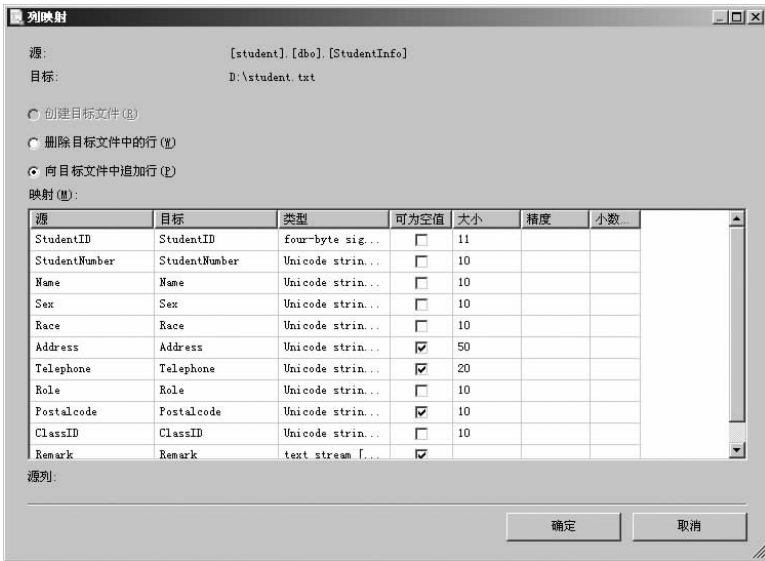 列映射
源: [student].[dbo].[StudentInfo]
目标: D:\student.txt
创建目标文件(R)
删除目标文件中的行(W)
向目标文件中追加行(P)
映射(M):
源 目标 类型 可为空值 大小 精度 小数...
StudentID StudentID four-byte sig... 11
StudentNumber StudentNumber Unicode strin... 10
Name Name Unicode strin... 10
Sex Sex Unicode strin... 10
Race Race Unicode strin... 10
Address Address Unicode strin... 50
Telephone Telephone Unicode strin... 20
Role Role Unicode strin... 10
Postalcode Postalcode Unicode strin... 10
ClassID ClassID Unicode strin... 10
Remark Remark text stream [...
源列:
确定 取消